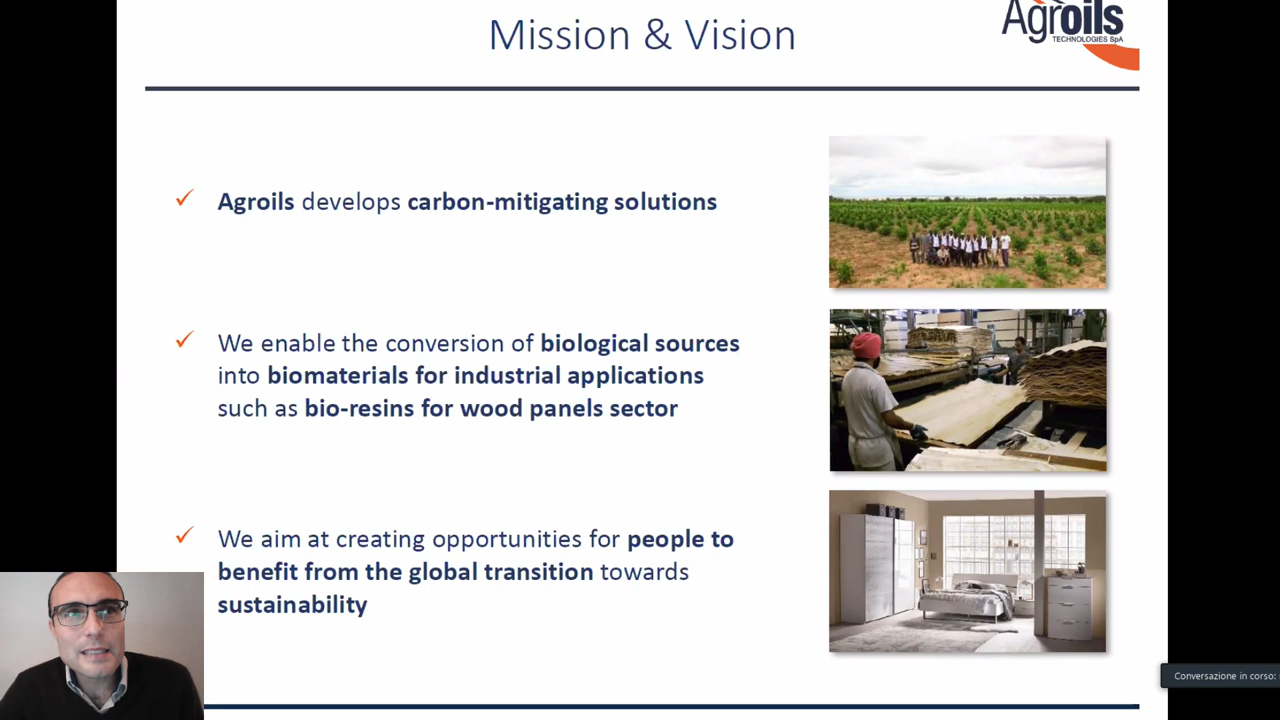 Mission & Vision
Agroils
TECHNOLOGIES SpA
Agroils develops carbon-mitigating solutions
We enable the conversion of biological sources
into biomaterials for industrial applications
such as bio-resins for wood panels sector
We aim at creating opportunities for people to
benefit from the global transition towards
sustainability
Conversazione in corso: